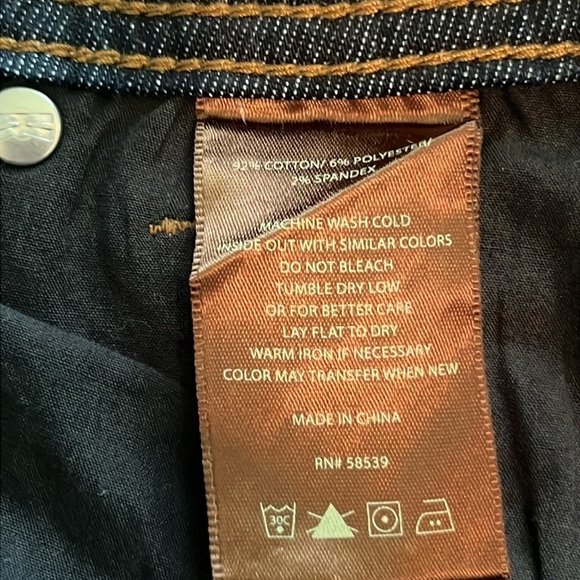 92% COTTON/ 6% POLYESTER/
2% SPANDEX
MACHINE WASH COLD
INSIDE OUT WITH SIMILAR COLORS
DO NOT BLEACH
TUMBLE DRY LOW
OR FOR BETTER CARE
LAY FLAT TO DRY
WARM IRON IF NECESSARY
COLOR MAY TRANSFER WHEN NEW
MADE IN CHINA
RN# 58539
30C